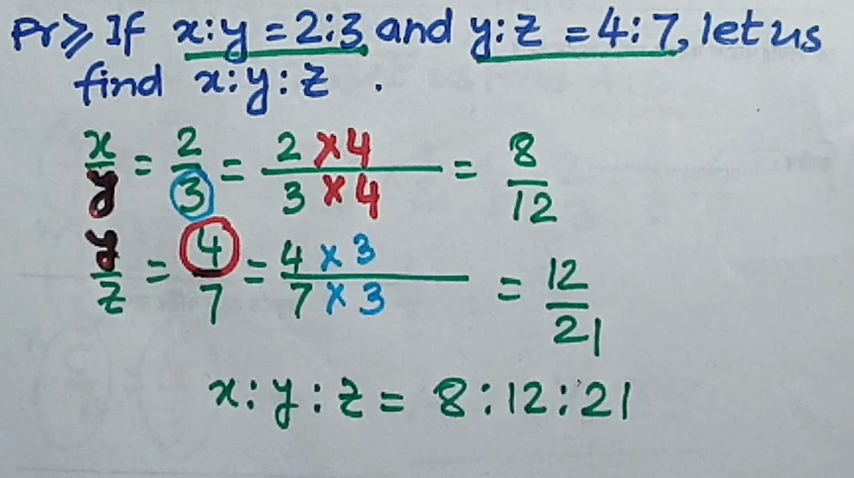 Pr⩾ If x:y = 2:3 and y:z = 4:7, let us
find x:y:z .
x/y = 2/3 = 2 × 4 / 3 × 4 = 8/12
y/z = 4/7 = 4 × 3 / 7 × 3 = 12/21
x:y:z = 8:12:21